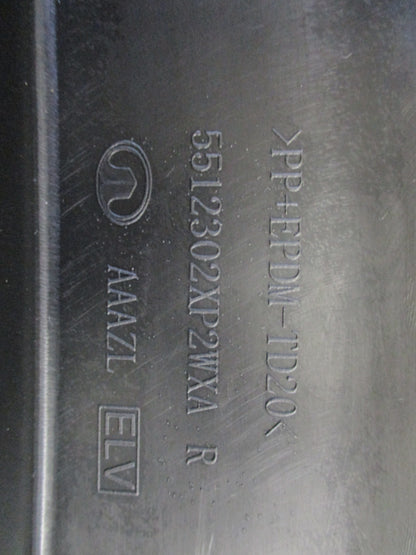 >PP+EPDM-TD20<
5512302XP2WXA R
AAAZL ELV